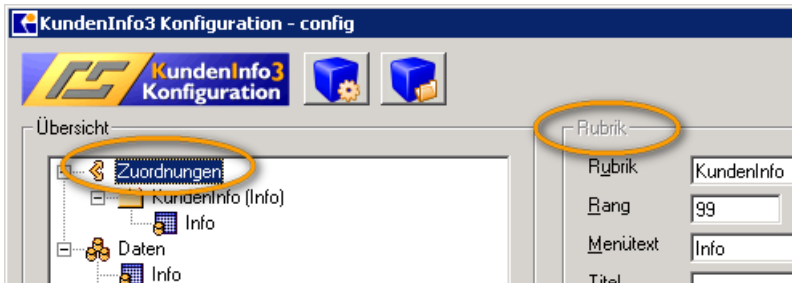 KundenInfo3 Konfiguration - config
KundenInfo3
Konfiguration
Übersicht
Zuordnungen
KundenInfo (Info)
Info
Daten
Info
Rubrik
Rubrik
KundenInfo
Rang
99
Menütext
Info
Titel